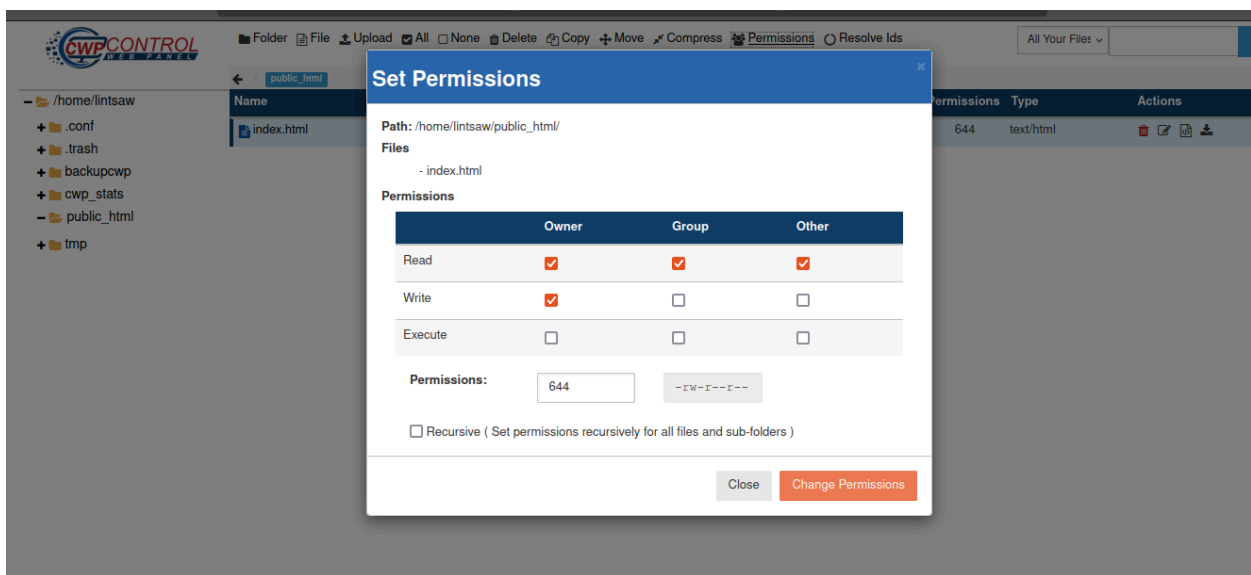 CWPCONTROL
WEB PANEL
Folder File Upload All None Delete Copy Move Compress Permissions Resolve Ids
All Your Files
public_html
/home/lintsaw
.conf
.trash
backupcwp
cwp_stats
public_html
tmp
Name
Permissions Type Actions
index.html
644 text/html
Set Permissions
×
Path: /home/lintsaw/public_html/
Files
- index.html
Permissions
Owner Group Other
Read
Write
Execute
Permissions: 644 -rw-r--r--
Recursive ( Set permissions recursively for all files and sub-folders )
Close Change Permissions